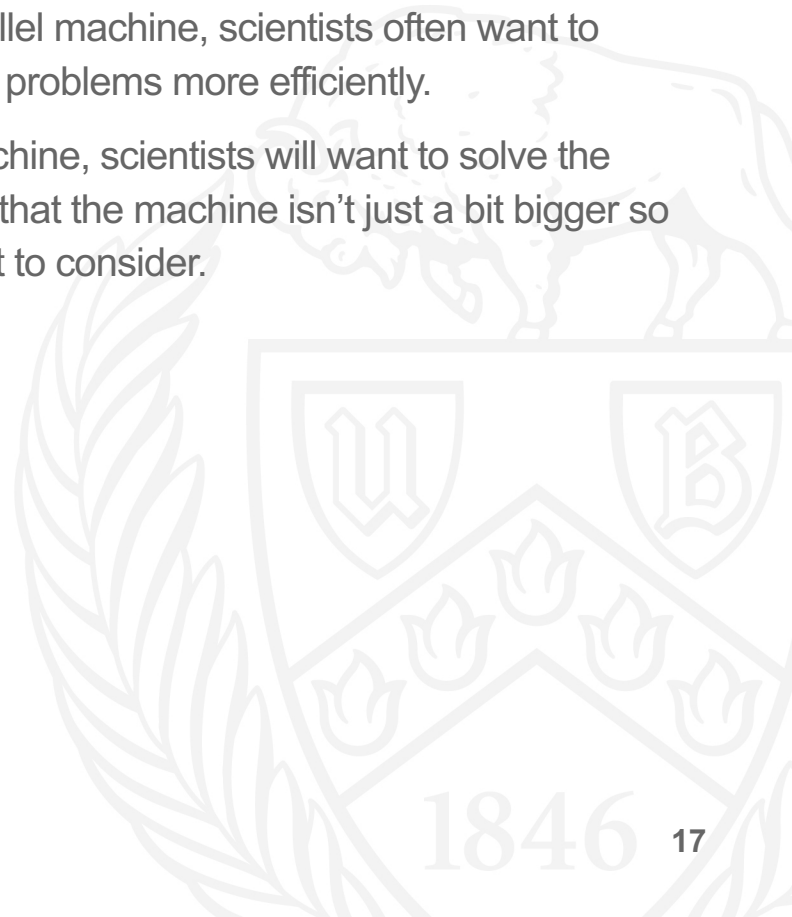 llel machine, scientists often want to
problems more efficiently.
chine, scientists will want to solve the
that the machine isn't just a bit bigger so
t to consider.
U B
1846
17